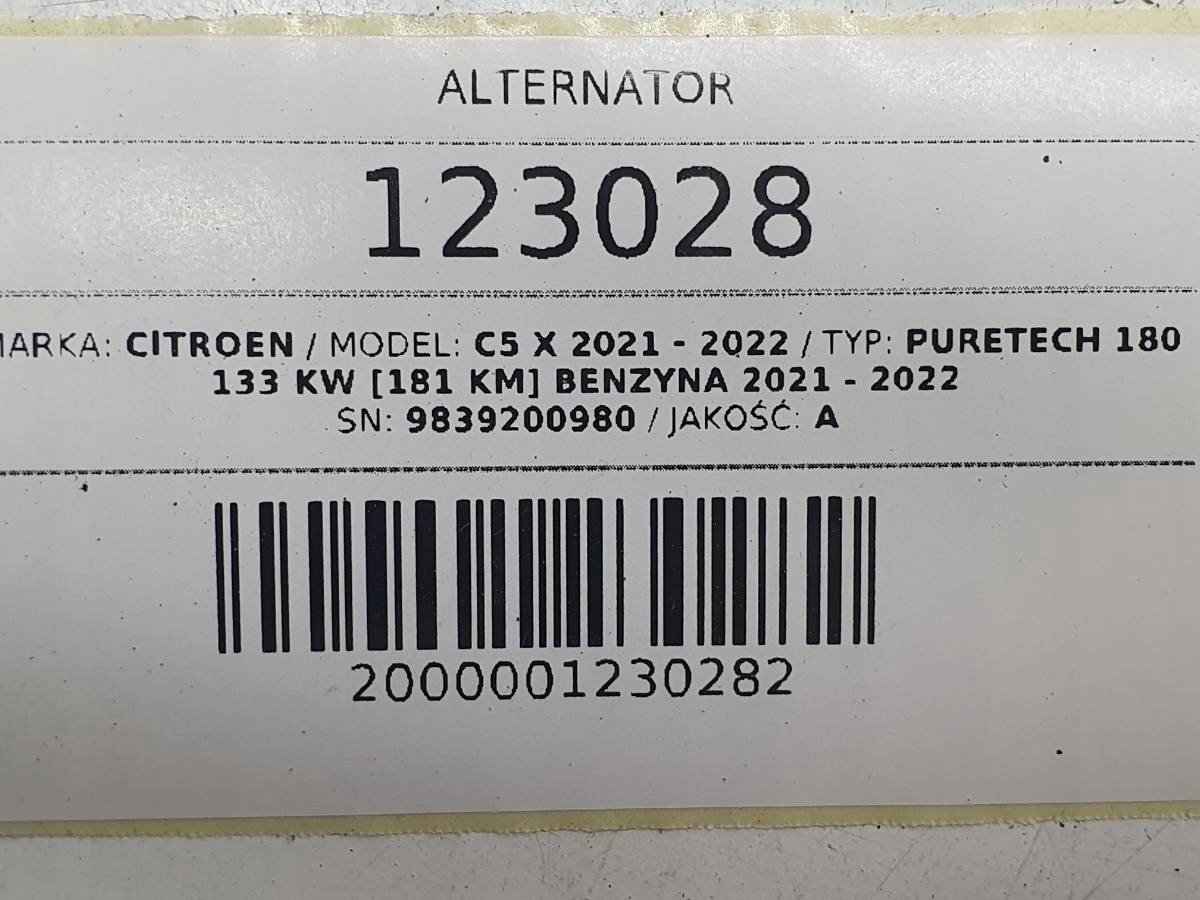 ALTERNATOR
123028
MARKA: CITROEN / MODEL: C5 X 2021 - 2022 / TYP: PURETECH 180
133 KW [181 KM] BENZYNA 2021 - 2022
SN: 9839200980 / JAKOŚĆ: A
2000001230282